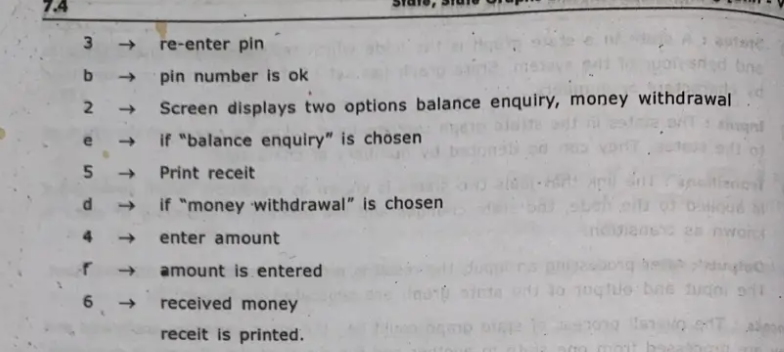 7.4
3 → re-enter pin
b → pin number is ok
2 → Screen displays two options balance enquiry, money withdrawal
e → if "balance enquiry" is chosen
5 → Print receit
d → if "money withdrawal" is chosen
4 → enter amount
r → amount is entered
6 → received money
receit is printed.